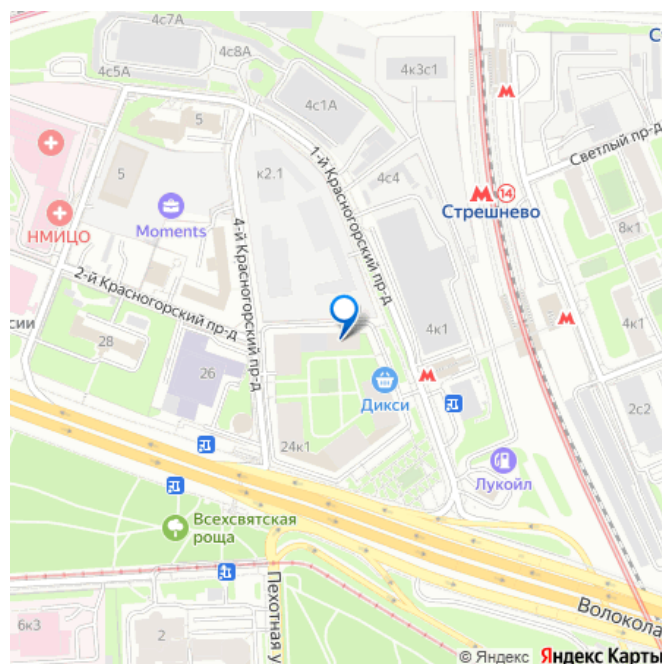 4с7А
4с5А
4с8А
4с3с1
4с1А
5
к2.1
1-й Красногорский пр-д
Светлый пр-д
5
4с4
14
Стрешнево
8к1
НМИЦО
Moments
4-й Красногорский пр-д
2-й Красногорский пр-д
сии
28
26
4к1
4к1
Дикси
2с2
24к1
Лукойл
Всехсвятская
роща
Пехотная у
Волокола
6к3
2
© Яндекс Яндекс Карты